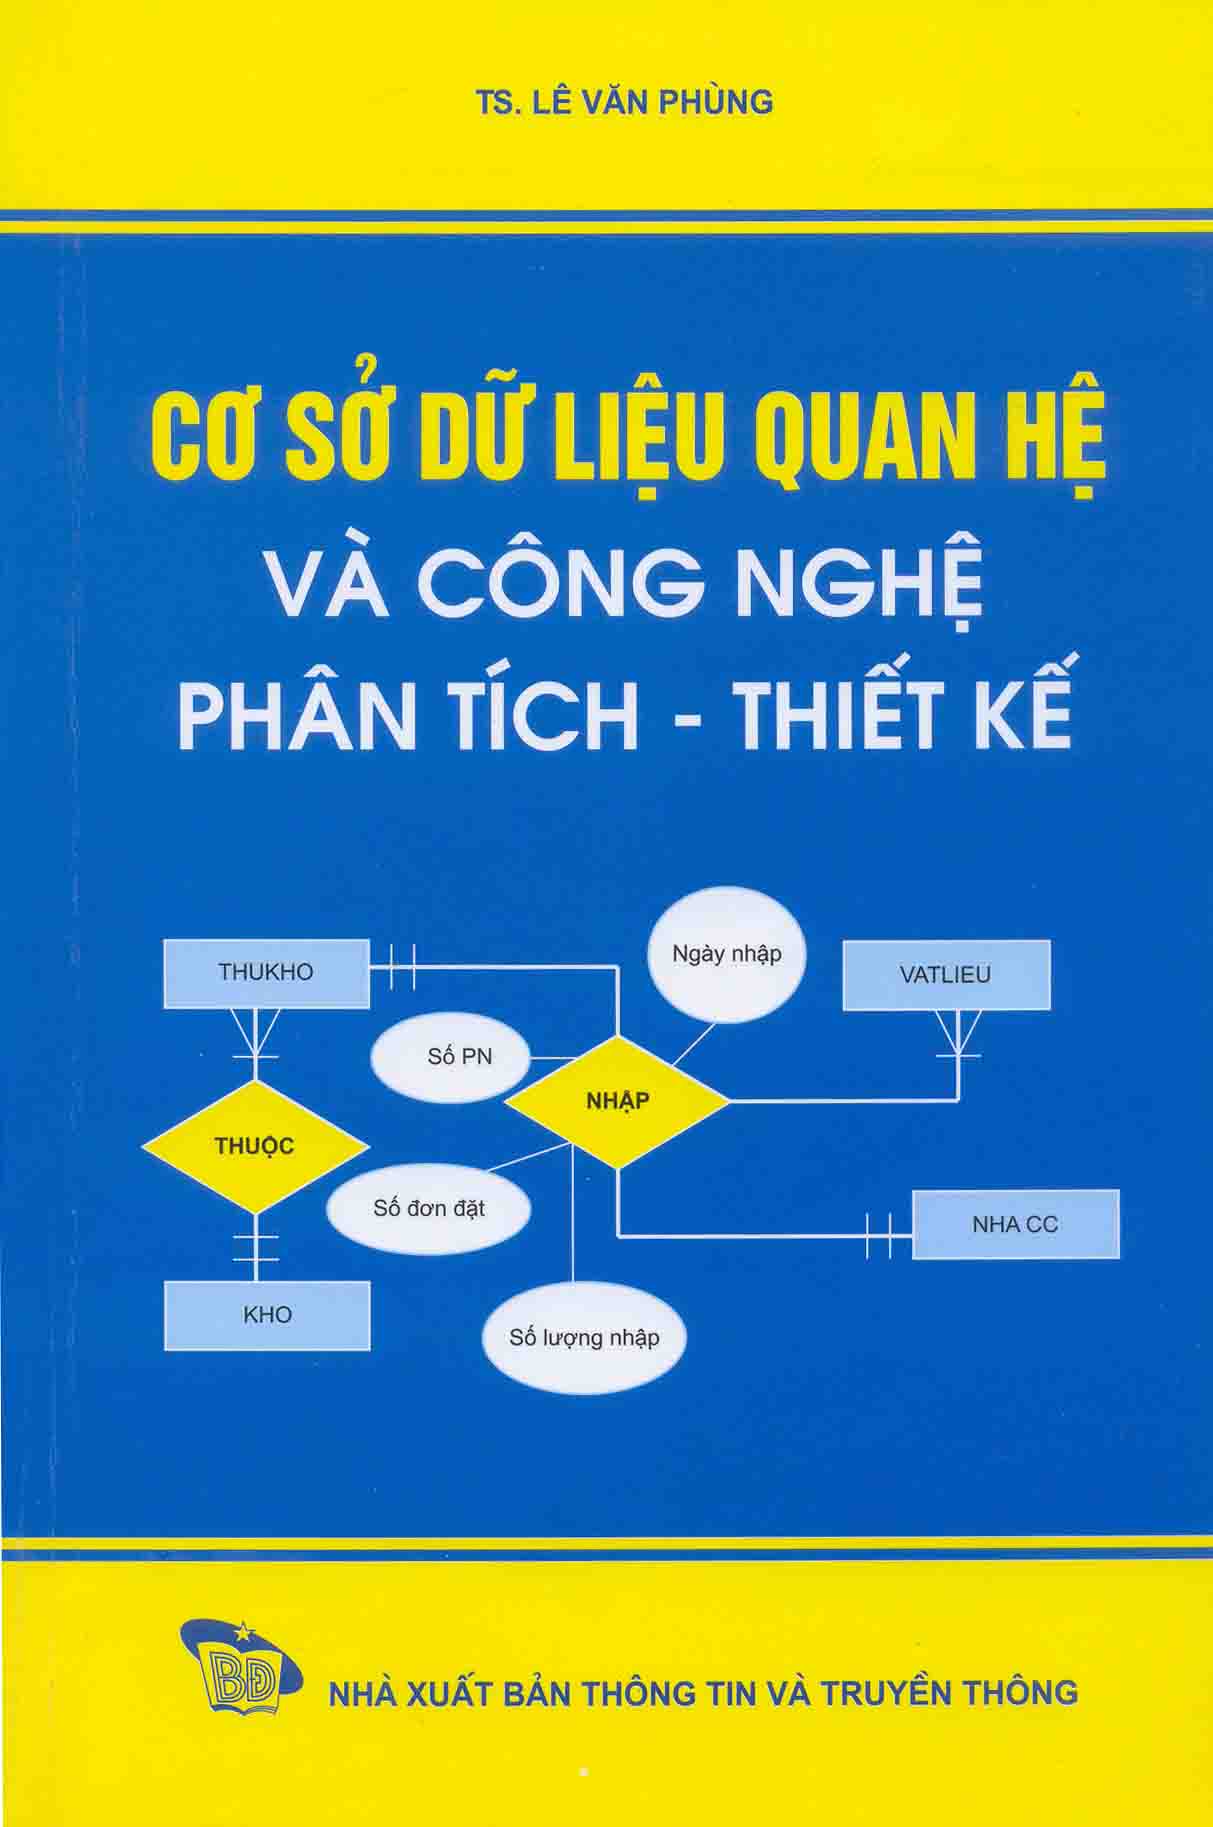 TS. LÊ VĂN PHÙNG
CƠ SỞ DỮ LIỆU QUAN HỆ
VÀ CÔNG NGHỆ
PHÂN TÍCH - THIẾT KẾ
Ngày nhập
THUKHO
VATLIEU
Số PN
NHẬP
THUỘC
Số đơn đặt
NHA CC
KHO
Số lượng nhập
BĐ
NHÀ XUẤT BẢN THÔNG TIN VÀ TRUYỀN THÔNG